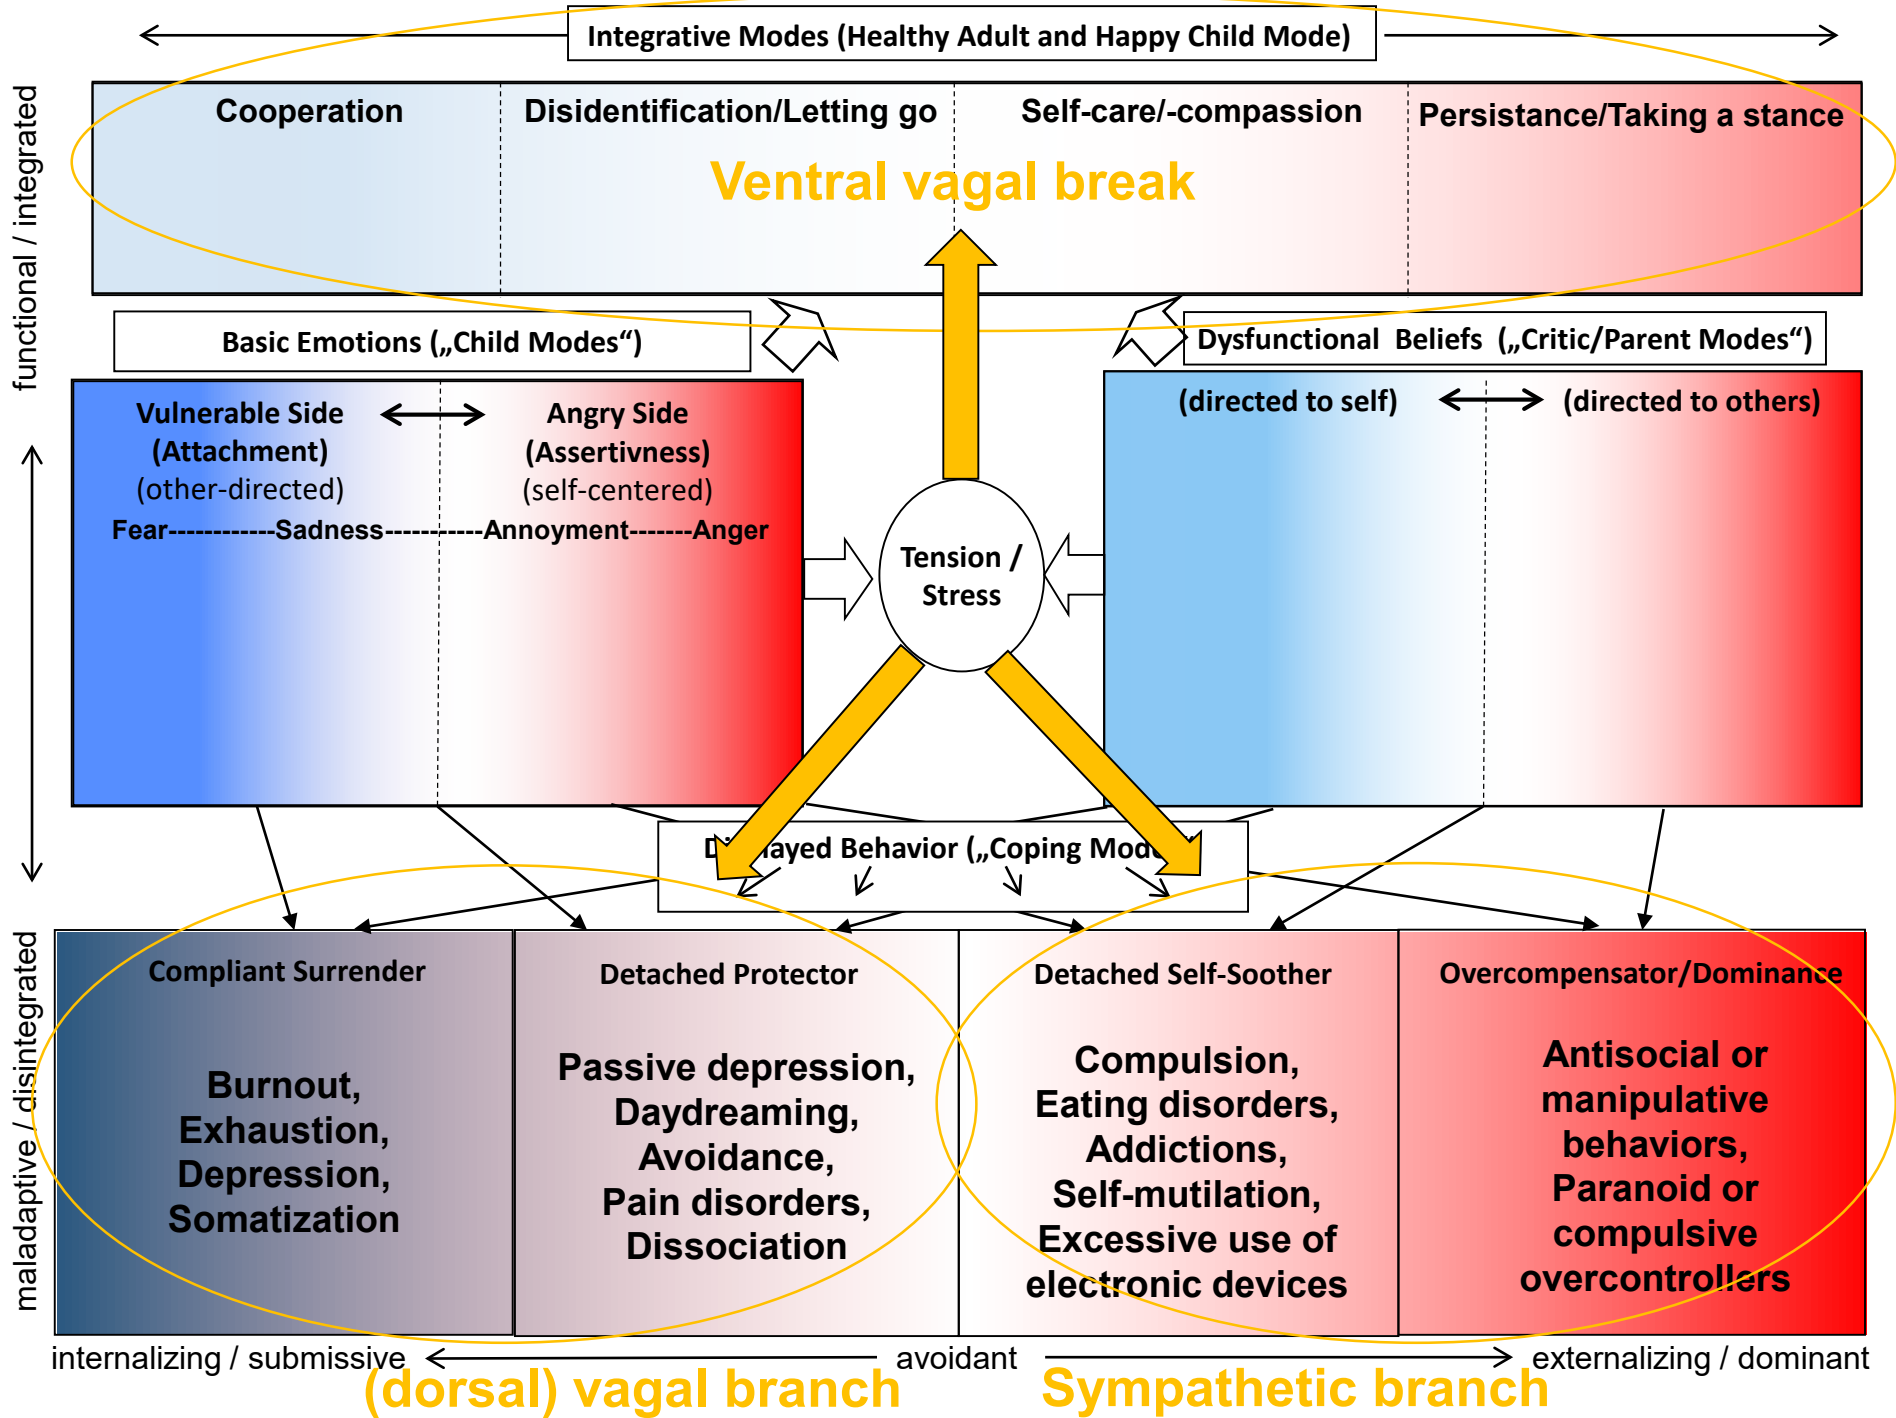 Integrative Modes (Healthy Adult and Happy Child Mode)
Cooperation
Disidentification/Letting go
Self-care/-compassion
Persistance/Taking a stance
Ventral vagal break
functional / integrated
Basic Emotions („Child Modes“)
Dysfunctional Beliefs („Critic/Parent Modes“)
Vulnerable Side
(Attachment)
(other-directed)
Angry Side
(Assertivness)
(self-centered)
Fear------------Sadness-----------Annoyment-------Anger
(directed to self)
(directed to others)
Tension /
Stress
Behavior („Coping
maladaptive / disintegrated
Compliant Surrender
Burnout,
Exhaustion,
Depression,
Somatization
Detached Protector
Passive depression,
Daydreaming,
Avoidance,
Pain disorders,
Dissociation
Detached Self-Soother
Compulsion,
Eating disorders,
Addictions,
Self-mutilation,
Excessive use of
electronic devices
Overcompensator/Dominance
Antisocial or
manipulative
behaviors,
Paranoid or
compulsive
overcontrollers
internalizing / submissive
avoidant
externalizing / dominant
(dorsal) vagal branch
Sympathetic branch